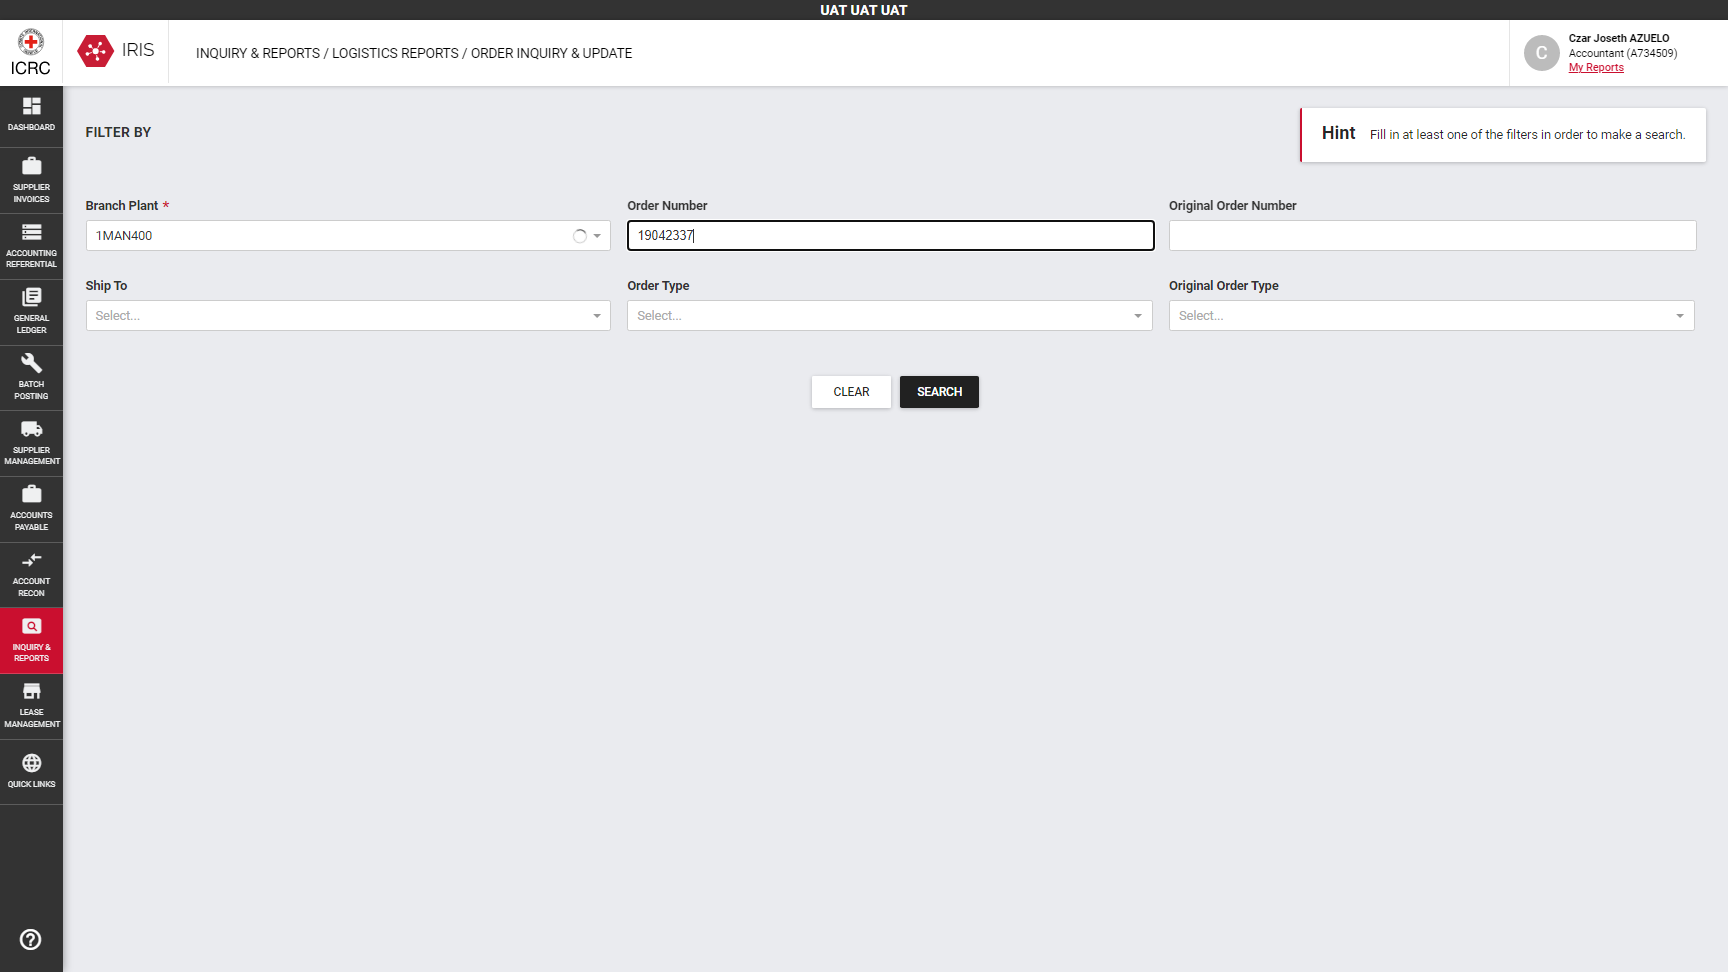 UAT UAT UAT
ICRC
IRIS
INQUIRY & REPORTS / LOGISTICS REPORTS / ORDER INQUIRY & UPDATE
C
Czar Joseth AZUELO
Accountant (A734509)
My Reports
DASHBOARD
SUPPLIER
INVOICES
ACCOUNTING
REFERENTIAL
GENERAL
LEDGER
BATCH
POSTING
SUPPLIER
MANAGEMENT
ACCOUNTS
PAYABLE
ACCOUNT
RECON
INQUIRY &
REPORTS
LEASE
MANAGEMENT
QUICK LINKS
FILTER BY
Hint Fill in at least one of the filters in order to make a search.
Branch Plant *
1MAN400
Order Number
19042337
Original Order Number
Ship To
Select...
Order Type
Select...
Original Order Type
Select...
CLEAR
SEARCH